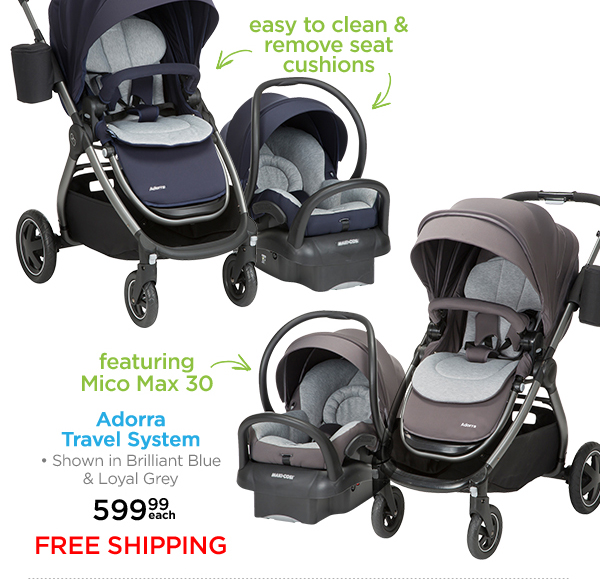 easy to clean &
remove seat
cushions
Adorra
MAXI-COSI
featuring
Mico Max 30
Adorra
Travel System
• Shown in Brilliant Blue
& Loyal Grey
599.99 each
FREE SHIPPING
Adorra
MAXI-COSI